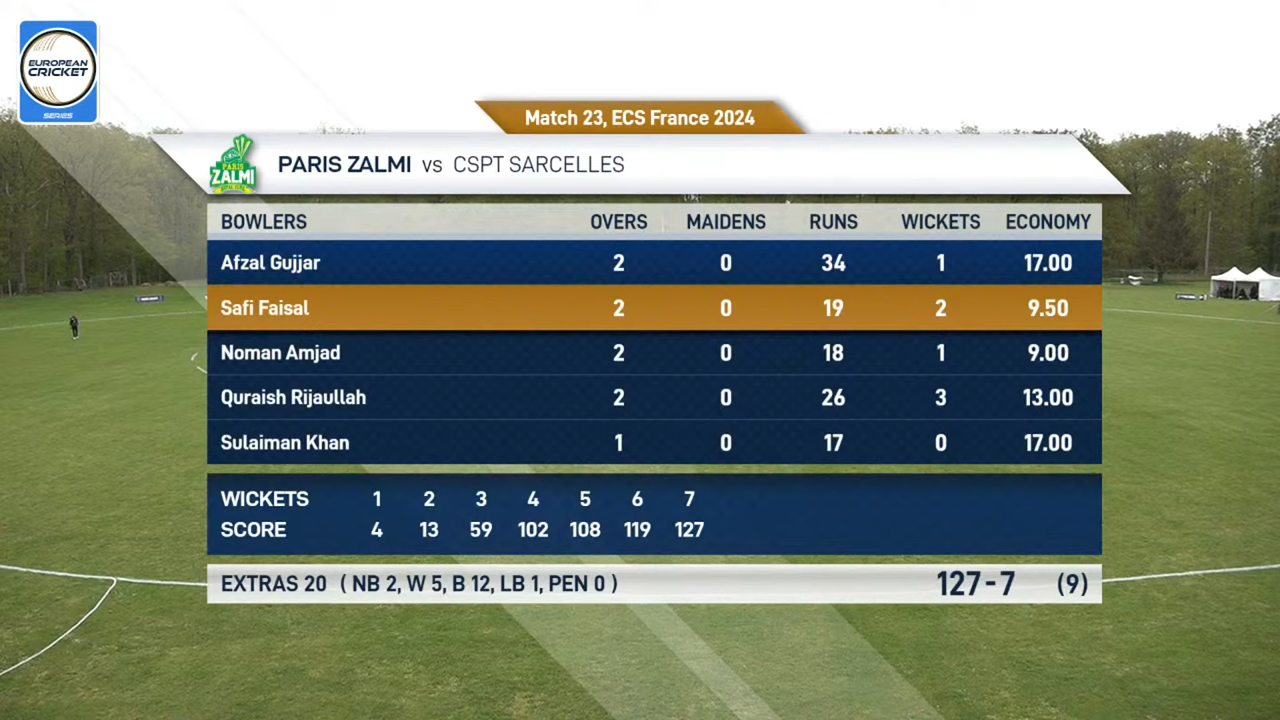 EUROPEAN
CRICKET
SERIES
Match 23, ECS France 2024
PARIS
ZALMI
PARIS ZALMI vs CSPT SARCELLES
BOWLERS OVERS MAIDENS RUNS WICKETS ECONOMY
Afzal Gujjar 2 0 34 1 17.00
Safi Faisal 2 0 19 2 9.50
Noman Amjad 2 0 18 1 9.00
Quraish Rijaullah 2 0 26 3 13.00
Sulaiman Khan 1 0 17 0 17.00
WICKETS 1 2 3 4 5 6 7
SCORE 4 13 59 102 108 119 127
EXTRAS 20 ( NB 2, W 5, B 12, LB 1, PEN 0 ) 127-7 (9)